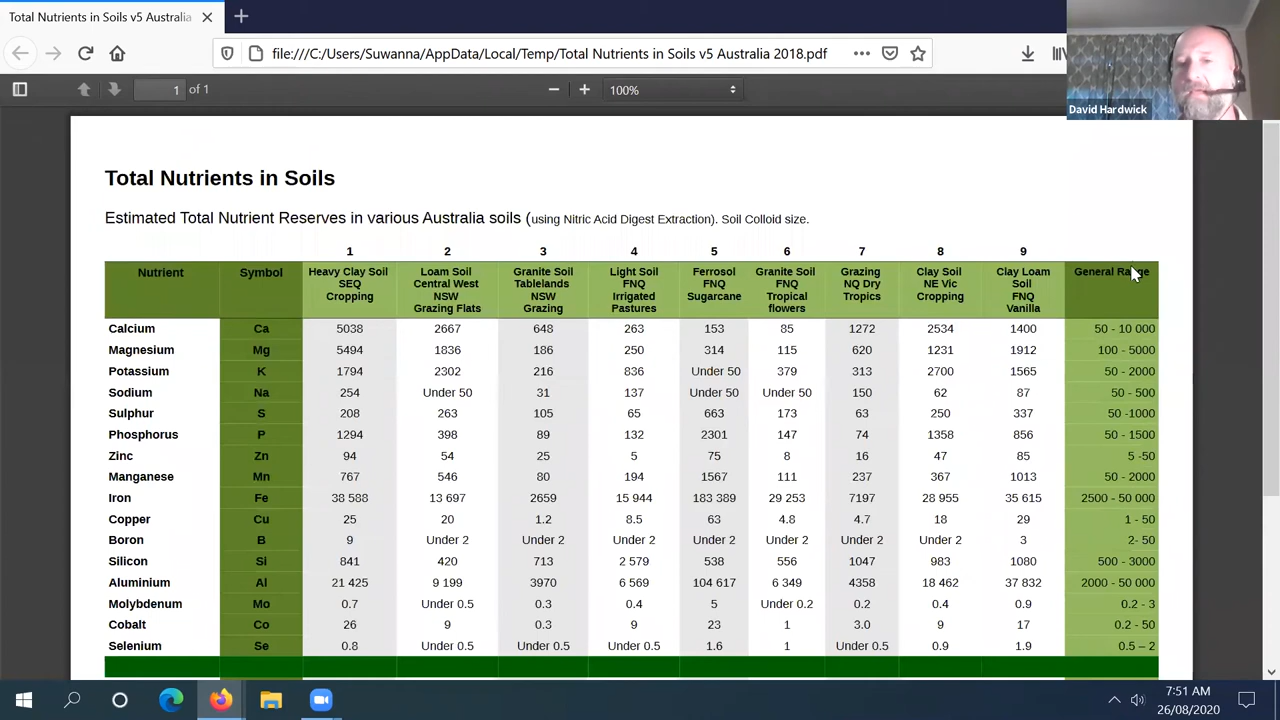 Total Nutrients in Soils v5 Australia
file:///C:/Users/Suwanna/AppData/Local/Temp/Total Nutrients in Soils v5 Australia 2018.pdf
David Hardwick
1 of 1
100%
Total Nutrients in Soils
Estimated Total Nutrient Reserves in various Australia soils (using Nitric Acid Digest Extraction). Soil Colloid size.
1 2 3 4 5 6 7 8 9
Nutrient Symbol Heavy Clay Soil Loam Soil Granite Soil Light Soil Ferrosol Granite Soil Grazing Clay Soil Clay Loam General Range
SEQ Central West Tablelands FNQ FNQ FNQ NQ Dry NE Vic Soil
Cropping NSW NSW Irrigated Sugarcane Tropical Tropics Cropping FNQ
Grazing Flats Grazing Pastures flowers Vanilla
Calcium Ca 5038 2667 648 263 153 85 1272 2534 1400 50 - 10 000
Magnesium Mg 5494 1836 186 250 314 115 620 1231 1912 100 - 5000
Potassium K 1794 2302 216 836 Under 50 379 313 2700 1565 50 - 2000
Sodium Na 254 Under 50 31 137 Under 50 Under 50 150 62 87 50 - 500
Sulphur S 208 263 105 65 663 173 63 250 337 50 -1000
Phosphorus P 1294 398 89 132 2301 147 74 1358 856 50 - 1500
Zinc Zn 94 54 25 5 75 8 16 47 85 5 -50
Manganese Mn 767 546 80 194 1567 111 237 367 1013 50 - 2000
Iron Fe 38 588 13 697 2659 15 944 183 389 29 253 7197 28 955 35 615 2500 - 50 000
Copper Cu 25 20 1.2 8.5 63 4.8 4.7 18 29 1 - 50
Boron B 9 Under 2 Under 2 Under 2 Under 2 Under 2 Under 2 Under 2 3 2- 50
Silicon Si 841 420 713 2 579 538 556 1047 983 1080 500 - 3000
Aluminium Al 21 425 9 199 3970 6 569 104 617 6 349 4358 18 462 37 832 2000 - 50 000
Molybdenum Mo 0.7 Under 0.5 0.3 0.4 5 Under 0.2 0.2 0.4 0.9 0.2 - 3
Cobalt Co 26 9 0.3 9 23 1 3.0 9 17 0.2 - 50
Selenium Se 0.8 Under 0.5 Under 0.5 Under 0.5 1.6 1 Under 0.5 0.9 1.9 0.5 – 2
7:51 AM
26/08/2020